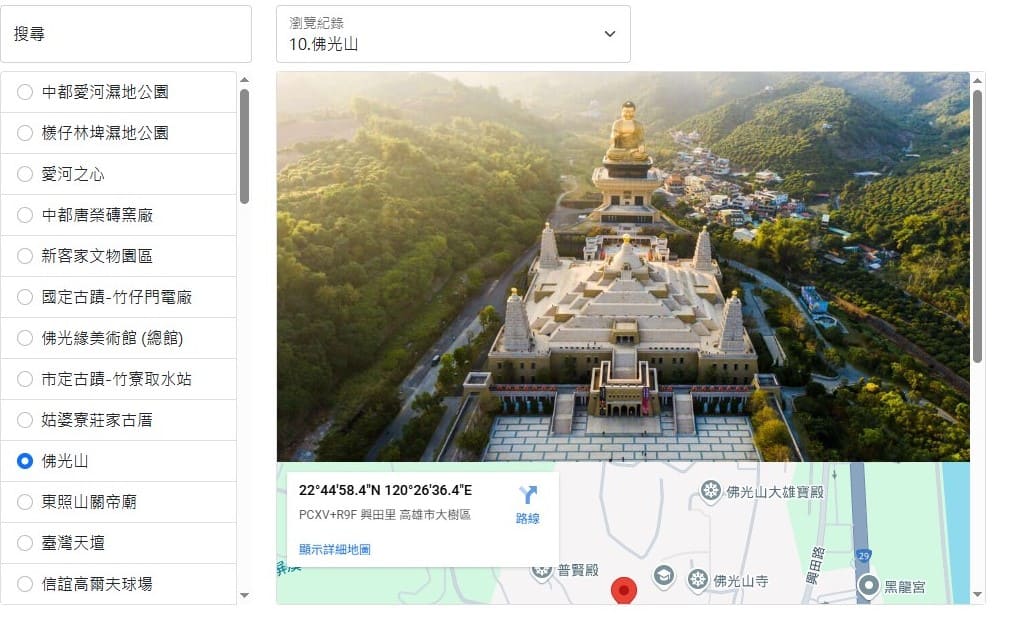 搜尋
瀏覽紀錄
10.佛光山
中都愛河濕地公園
檨仔林埤濕地公園
愛河之心
中都唐榮磚窯廠
新客家文物園區
國定古蹟-竹仔門電廠
佛光緣美術館 (總館)
市定古蹟-竹寮取水站
姑婆寮莊家古厝
佛光山
東照山關帝廟
臺灣天壇
信誼高爾夫球場
22°44'58.4"N 120°26'36.4"E
PCXV+R9F 興田里 高雄市大樹區
路線
顯示詳細地圖
佛光山大雄寶殿
29
興田路
普賢殿
佛光山寺
黑龍宮